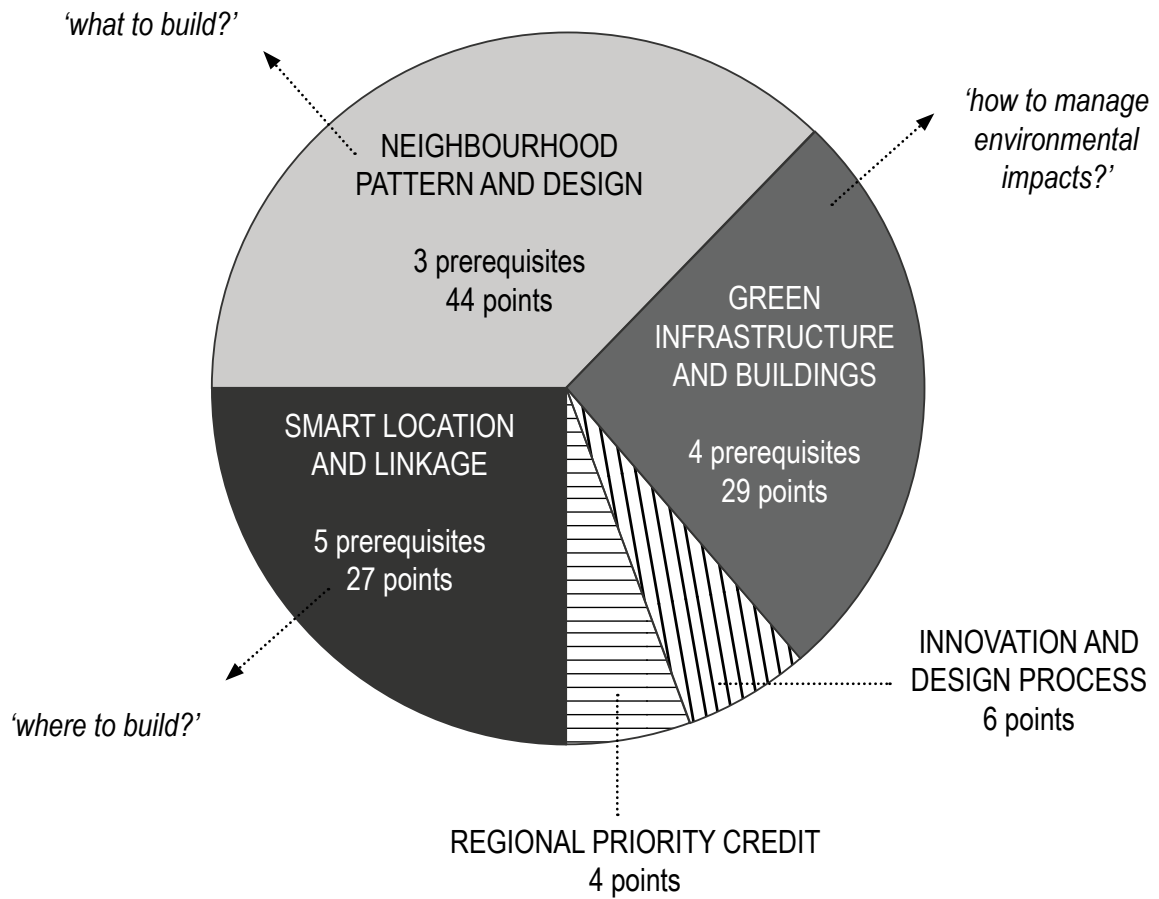 ‘what to build?’
‘how to manage
environmental
impacts?’
NEIGHBOURHOOD
PATTERN AND DESIGN
3 prerequisites
44 points
GREEN
INFRASTRUCTURE
AND BUILDINGS
4 prerequisites
29 points
SMART LOCATION
AND LINKAGE
5 prerequisites
27 points
‘where to build?’
INNOVATION AND
DESIGN PROCESS
6 points
REGIONAL PRIORITY CREDIT
4 points